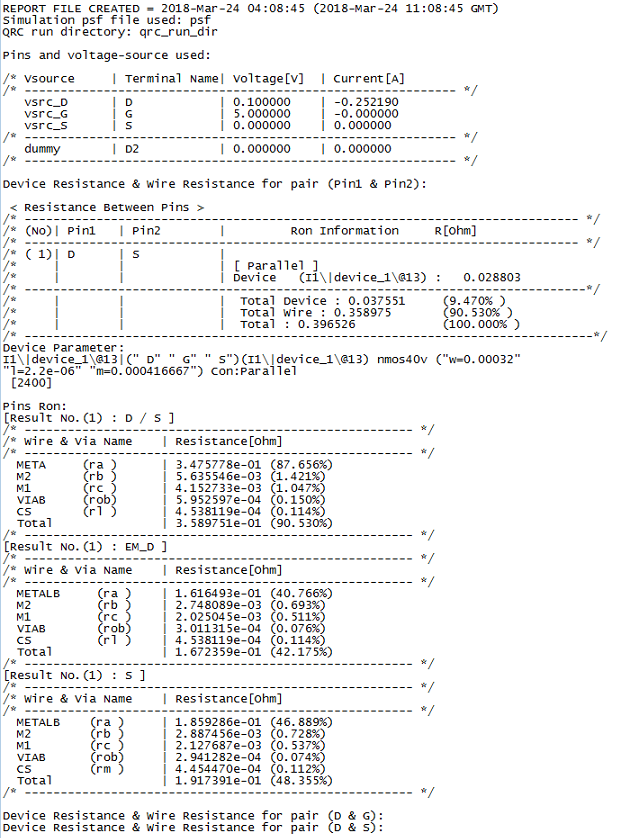 REPORT FILE CREATED = 2018-Mar-24 04:08:45 (2018-Mar-24 11:08:45 GMT)
Simulation psf file used: psf
QRC run directory: qrc_run_dir
Pins and voltage-source used:
/* Vsource | Terminal Name| Voltage[V] | Current[A]
/* --------------------------------------------------------- */
vsrc_D | D | 0.100000 | -0.252190
vsrc_G | G | 5.000000 | -0.000000
vsrc_S | S | 0.000000 | 0.000000
/* --------------------------------------------------------- */
dummy | D2 | 0.000000 | 0.000000
/* --------------------------------------------------------- */
Device Resistance & Wire Resistance for pair (Pin1 & Pin2):
< Resistance Between Pins >
/* -------------------------------------------------------------------------- */
/* (No)| Pin1 | Pin2 | Ron Information R[Ohm]
/* -------------------------------------------------------------------------- */
/* ( 1)| D | S |
/* | | | [ Parallel ]
/* | | | Device (I1\|device_1\@13) : 0.028803
/* --------------------------------------------------------------------------*/
/* | | | Total Device : 0.037551 (9.470% )
/* | | | Total Wire : 0.358975 (90.530% )
/* | | | Total : 0.396526 (100.000% )
/* ---------------------------------------------------------------------------*/
Device Parameter:
I1\|device_1\@13|(" D" " G" " S")(I1\|device_1\@13) nmos40v ("w=0.00032"
"l=2.2e-06" "m=0.000416667") Con:Parallel
[2400]
Pins Ron:
[Result No.(1) : D / S ]
/* ---------------------------------------------------- */
/* Wire & Via Name | Resistance[Ohm]
/* ---------------------------------------------------- */
META (ra ) | 3.475778e-01 (87.656%)
M2 (rb ) | 5.635546e-03 (1.421%)
M1 (rc ) | 4.152733e-03 (1.047%)
VIAB (rob) | 5.952597e-04 (0.150%)
CS (rl ) | 4.538119e-04 (0.114%)
Total | 3.589751e-01 (90.530%)
/* ---------------------------------------------------- */
[Result No.(1) : EM_D ]
/* ---------------------------------------------------- */
/* Wire & Via Name | Resistance[Ohm]
/* ---------------------------------------------------- */
METALB (ra ) | 1.616493e-01 (40.766%)
M2 (rb ) | 2.748089e-03 (0.693%)
M1 (rc ) | 2.025045e-03 (0.511%)
VIAB (rob) | 3.011315e-04 (0.076%)
CS (rl ) | 4.538119e-04 (0.114%)
Total | 1.672359e-01 (42.175%)
/* ---------------------------------------------------- */
[Result No.(1) : S ]
/* ---------------------------------------------------- */
/* Wire & Via Name | Resistance[Ohm]
/* ---------------------------------------------------- */
METALB (ra ) | 1.859286e-01 (46.889%)
M2 (rb ) | 2.887456e-03 (0.728%)
M1 (rc ) | 2.127687e-03 (0.537%)
VIAB (rob) | 2.941282e-04 (0.074%)
CS (rm ) | 4.454470e-04 (0.112%)
Total | 1.917391e-01 (48.355%)
/* ---------------------------------------------------- */
Device Resistance & Wire Resistance for pair (D & G):
Device Resistance & Wire Resistance for pair (D & S):